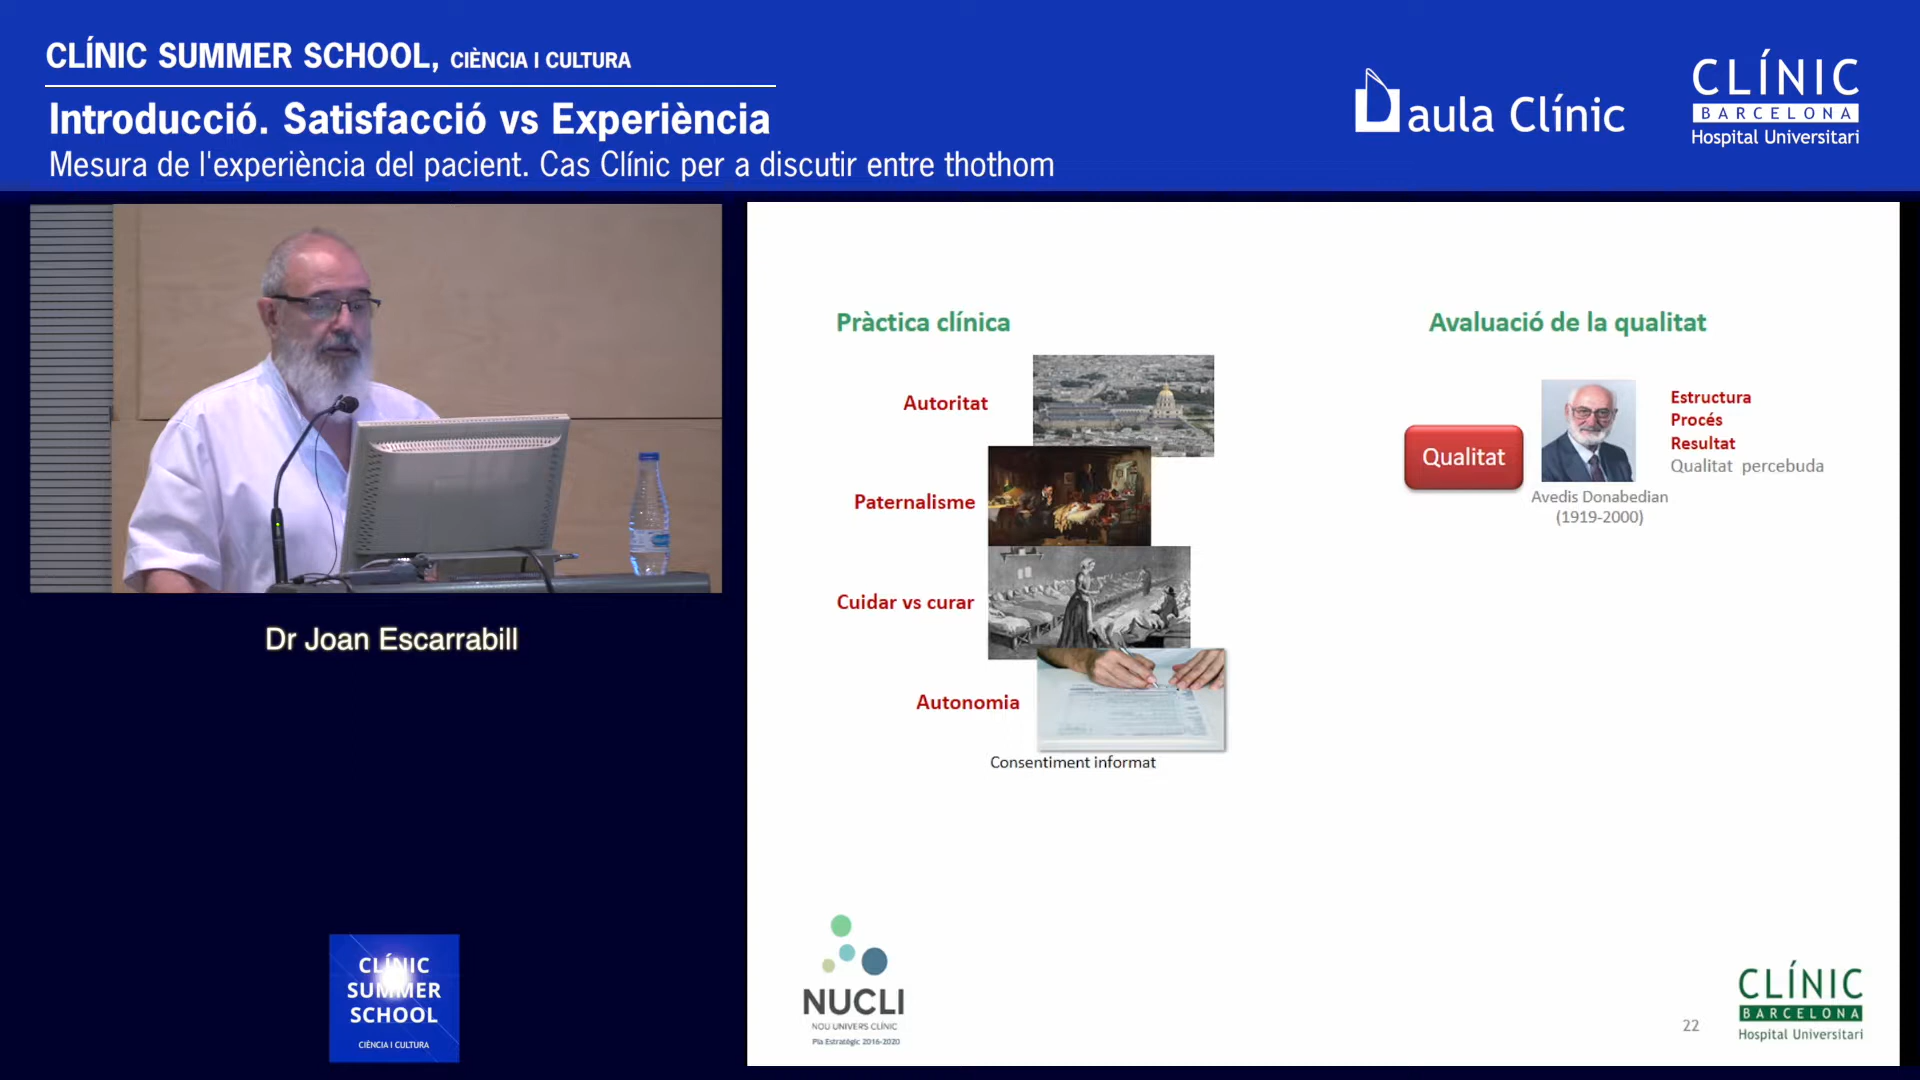 CLÍNIC SUMMER SCHOOL, CIÈNCIA I CULTURA
Introducció. Satisfacció vs Experiència
Mesura de l'experiència del pacient. Cas Clínic per a discutir entre thothom
aula Clínic
CLÍNIC
BARCELONA
Hospital Universitari
Dr Joan Escarrabill
CLÍNIC
SUMMER
SCHOOL
CIÈNCIA I CULTURA
Pràctica clínica
Autoritat
Paternalisme
Cuidar vs curar
Autonomia
Consentiment informat
Avaluació de la qualitat
Qualitat
Avedis Donabedian
(1919-2000)
Estructura
Procés
Resultat
Qualitat percebuda
NUCLI
NOU UNIVERS CLÍNIC
Pla Estratègic 2016-2020
22
CLÍNIC
BARCELONA
Hospital Universitari